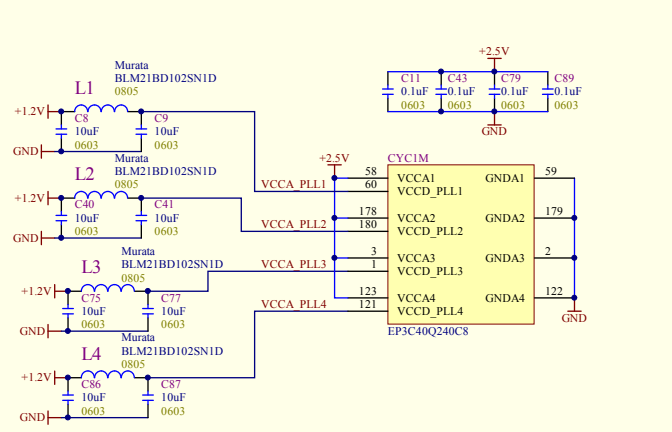 Murata
BLM21BD102SN1D
0805
L1
+1.2V
C8
10uF
0603
C9
10uF
0603
GND
Murata
BLM21BD102SN1D
0805
L2
+1.2V
C40
10uF
0603
C41
10uF
0603
GND
Murata
BLM21BD102SN1D
0805
L3
+1.2V
C75
10uF
0603
C77
10uF
0603
GND
Murata
BLM21BD102SN1D
0805
L4
+1.2V
C86
10uF
0603
C87
10uF
0603
GND
VCCA_PLL1
VCCA_PLL2
VCCA_PLL3
VCCA_PLL4
+2.5V
C11
0.1uF
0603
C43
0.1uF
0603
C79
0.1uF
0603
C89
0.1uF
0603
GND
+2.5V
CYC1M
58 VCCA1 GNDA1 59
60 VCCD_PLL1
178 VCCA2 GNDA2 179
180 VCCD_PLL2
3 VCCA3 GNDA3 2
1 VCCD_PLL3
123 VCCA4 GNDA4 122
121 VCCD_PLL4
EP3C40Q240C8
GND